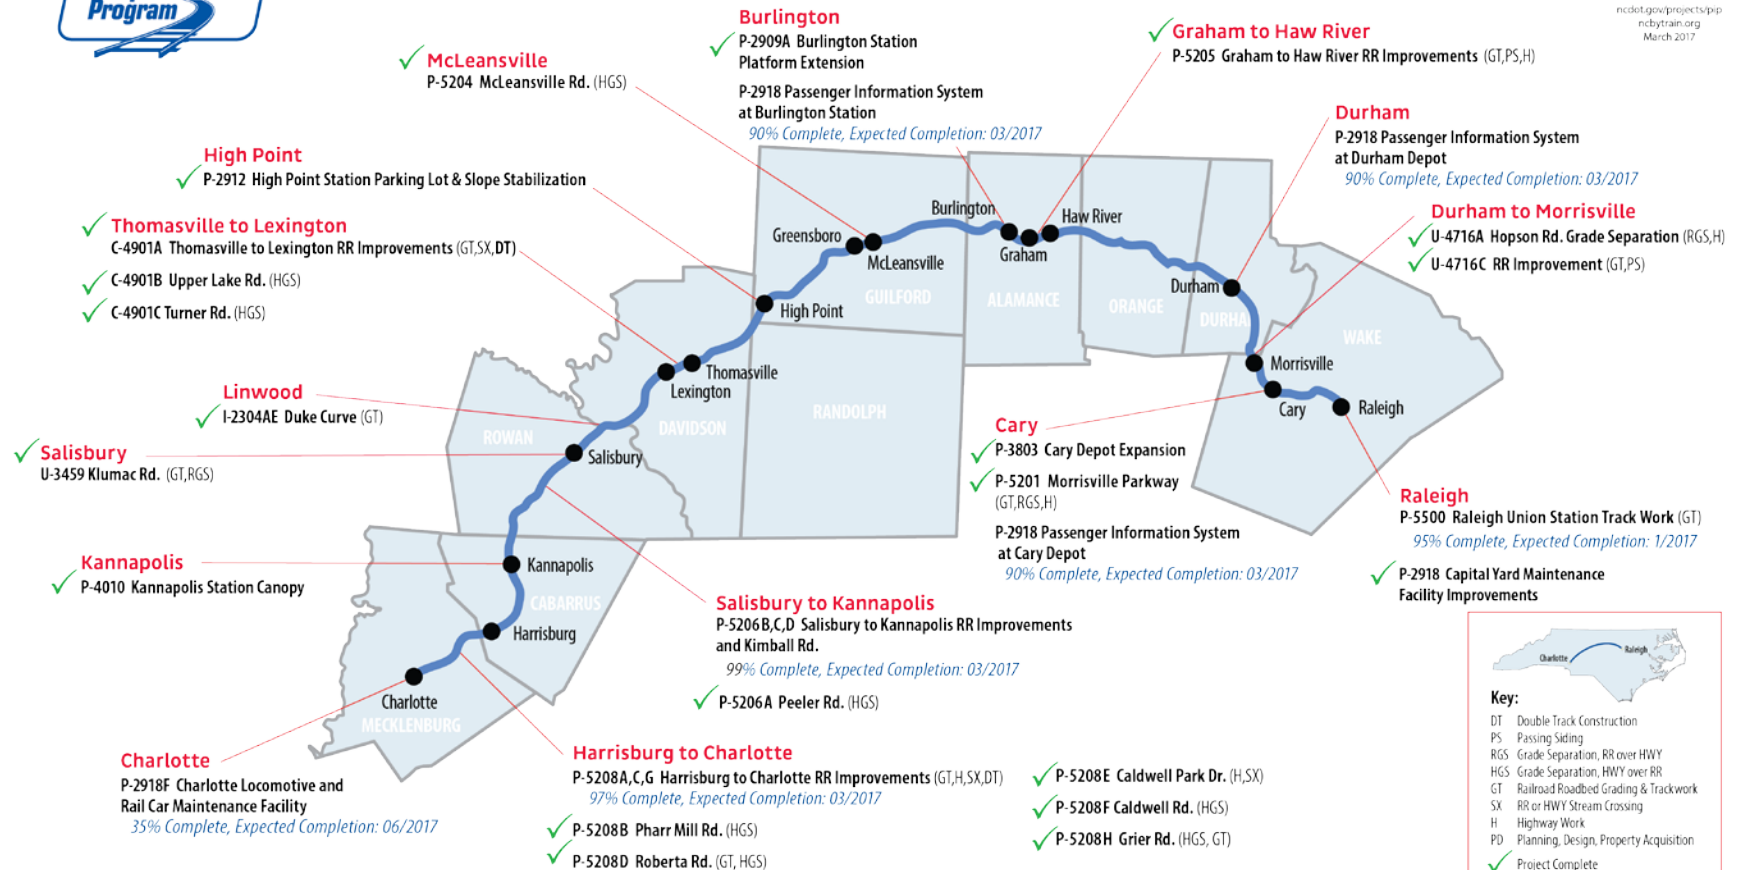 Program
ncdot.gov/projects/pip
ncbytrain.org
March 2017
Burlington
P-2909A Burlington Station
Platform Extension
P-2918 Passenger Information System
at Burlington Station
90% Complete, Expected Completion: 03/2017
Graham to Haw River
P-5205 Graham to Haw River RR Improvements (GT,PS,H)
McLeansville
P-5204 McLeansville Rd. (HGS)
Durham
P-2918 Passenger Information System
at Durham Depot
90% Complete, Expected Completion: 03/2017
High Point
P-2912 High Point Station Parking Lot & Slope Stabilization
Durham to Morrisville
U-4716A Hopson Rd. Grade Separation (RGS,H)
U-4716C RR Improvement (GT,PS)
Thomasville to Lexington
C-4901A Thomasville to Lexington RR Improvements (GT,SX,DT)
C-4901B Upper Lake Rd. (HGS)
C-4901C Turner Rd. (HGS)
Burlington
Haw River
Greensboro
McLeansville
Graham
Durham
High Point
GUILFORD
ALAMANCE
ORANGE
DURHA
WAKE
Morrisville
Thomasville
Lexington
Cary
Raleigh
RANDOLPH
DAVIDSON
ROWAN
Salisbury
Linwood
I-2304AE Duke Curve (GT)
Salisbury
U-3459 Klumac Rd. (GT,RGS)
Cary
P-3803 Cary Depot Expansion
P-5201 Morrisville Parkway
(GT,RGS,H)
P-2918 Passenger Information System
at Cary Depot
90% Complete, Expected Completion: 03/2017
Raleigh
P-5500 Raleigh Union Station Track Work (GT)
95% Complete, Expected Completion: 1/2017
P-2918 Capital Yard Maintenance
Facility Improvements
Kannapolis
P-4010 Kannapolis Station Canopy
Kannapolis
CABARRUS
Harrisburg
Charlotte
MECKLENBURG
Salisbury to Kannapolis
P-5206B,C,D Salisbury to Kannapolis RR Improvements
and Kimball Rd.
99% Complete, Expected Completion: 03/2017
P-5206A Peeler Rd. (HGS)
Charlotte
P-2918F Charlotte Locomotive and
Rail Car Maintenance Facility
35% Complete, Expected Completion: 06/2017
Harrisburg to Charlotte
P-5208A,C,G Harrisburg to Charlotte RR Improvements (GT,H,SX,DT)
97% Complete, Expected Completion: 03/2017
P-5208B Pharr Mill Rd. (HGS)
P-5208D Roberta Rd. (GT, HGS)
P-5208E Caldwell Park Dr. (H,SX)
P-5208F Caldwell Rd. (HGS)
P-5208H Grier Rd. (HGS, GT)
Charlotte
Raleigh
Key:
DT Double Track Construction
PS Passing Siding
RGS Grade Separation, RR over HWY
HGS Grade Separation, HWY over RR
GT Railroad Roadbed Grading & Trackwork
SX RR or HWY Stream Crossing
H Highway Work
PD Planning, Design, Property Acquisition
Project Complete